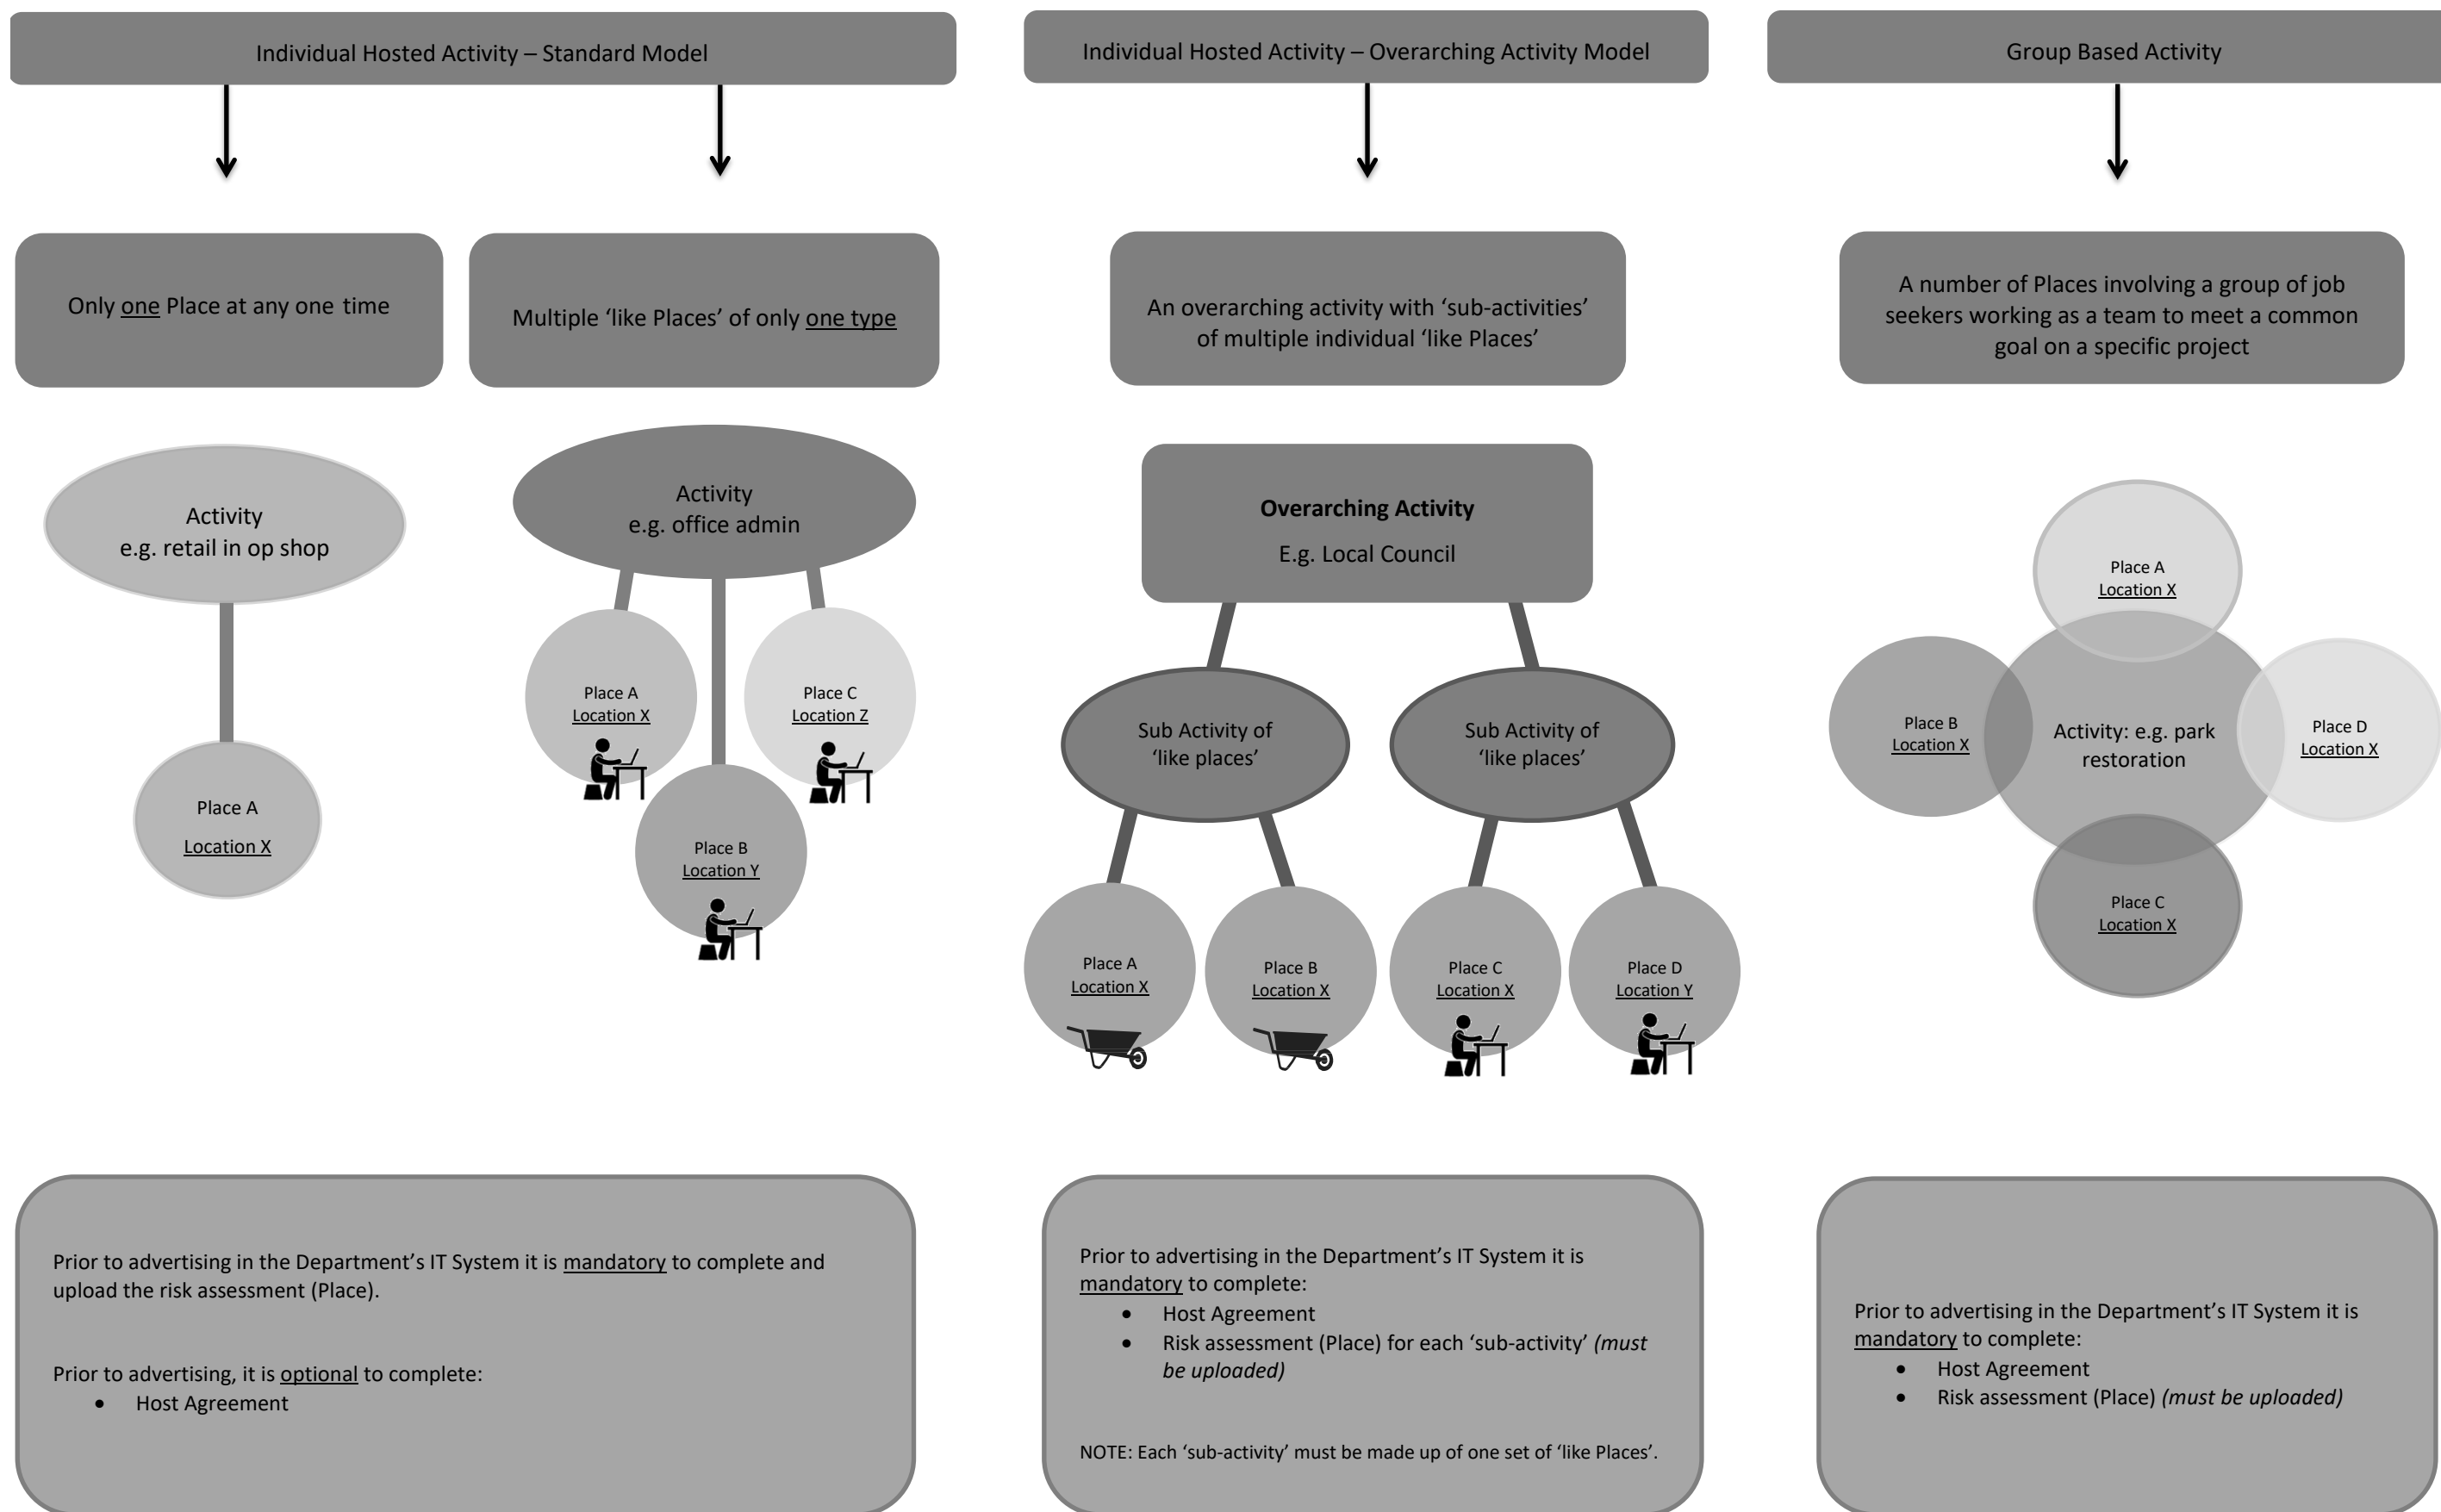 Individual Hosted Activity – Standard Model
Individual Hosted Activity – Overarching Activity Model
Group Based Activity
Only one Place at any one time
Multiple ‘like Places’ of only one type
An overarching activity with ‘sub-activities’
of multiple individual ‘like Places’
A number of Places involving a group of job
seekers working as a team to meet a common
goal on a specific project
Activity
e.g. retail in op shop
Place A
Location X
Activity
e.g. office admin
Place A
Location X
Place C
Location Z
Place B
Location Y
Overarching Activity
E.g. Local Council
Sub Activity of
‘like places’
Sub Activity of
‘like places’
Place A
Location X
Place B
Location X
Place C
Location X
Place D
Location Y
Place A
Location X
Place B
Location X
Activity: e.g. park
restoration
Place D
Location X
Place C
Location X
Prior to advertising in the Department’s IT System it is mandatory to complete and
upload the risk assessment (Place).
Prior to advertising, it is optional to complete:
• Host Agreement
Prior to advertising in the Department’s IT System it is
mandatory to complete:
• Host Agreement
• Risk assessment (Place) for each ‘sub-activity’ (must
be uploaded)
NOTE: Each ‘sub-activity’ must be made up of one set of ‘like Places’.
Prior to advertising in the Department’s IT System it is
mandatory to complete:
• Host Agreement
• Risk assessment (Place) (must be uploaded)